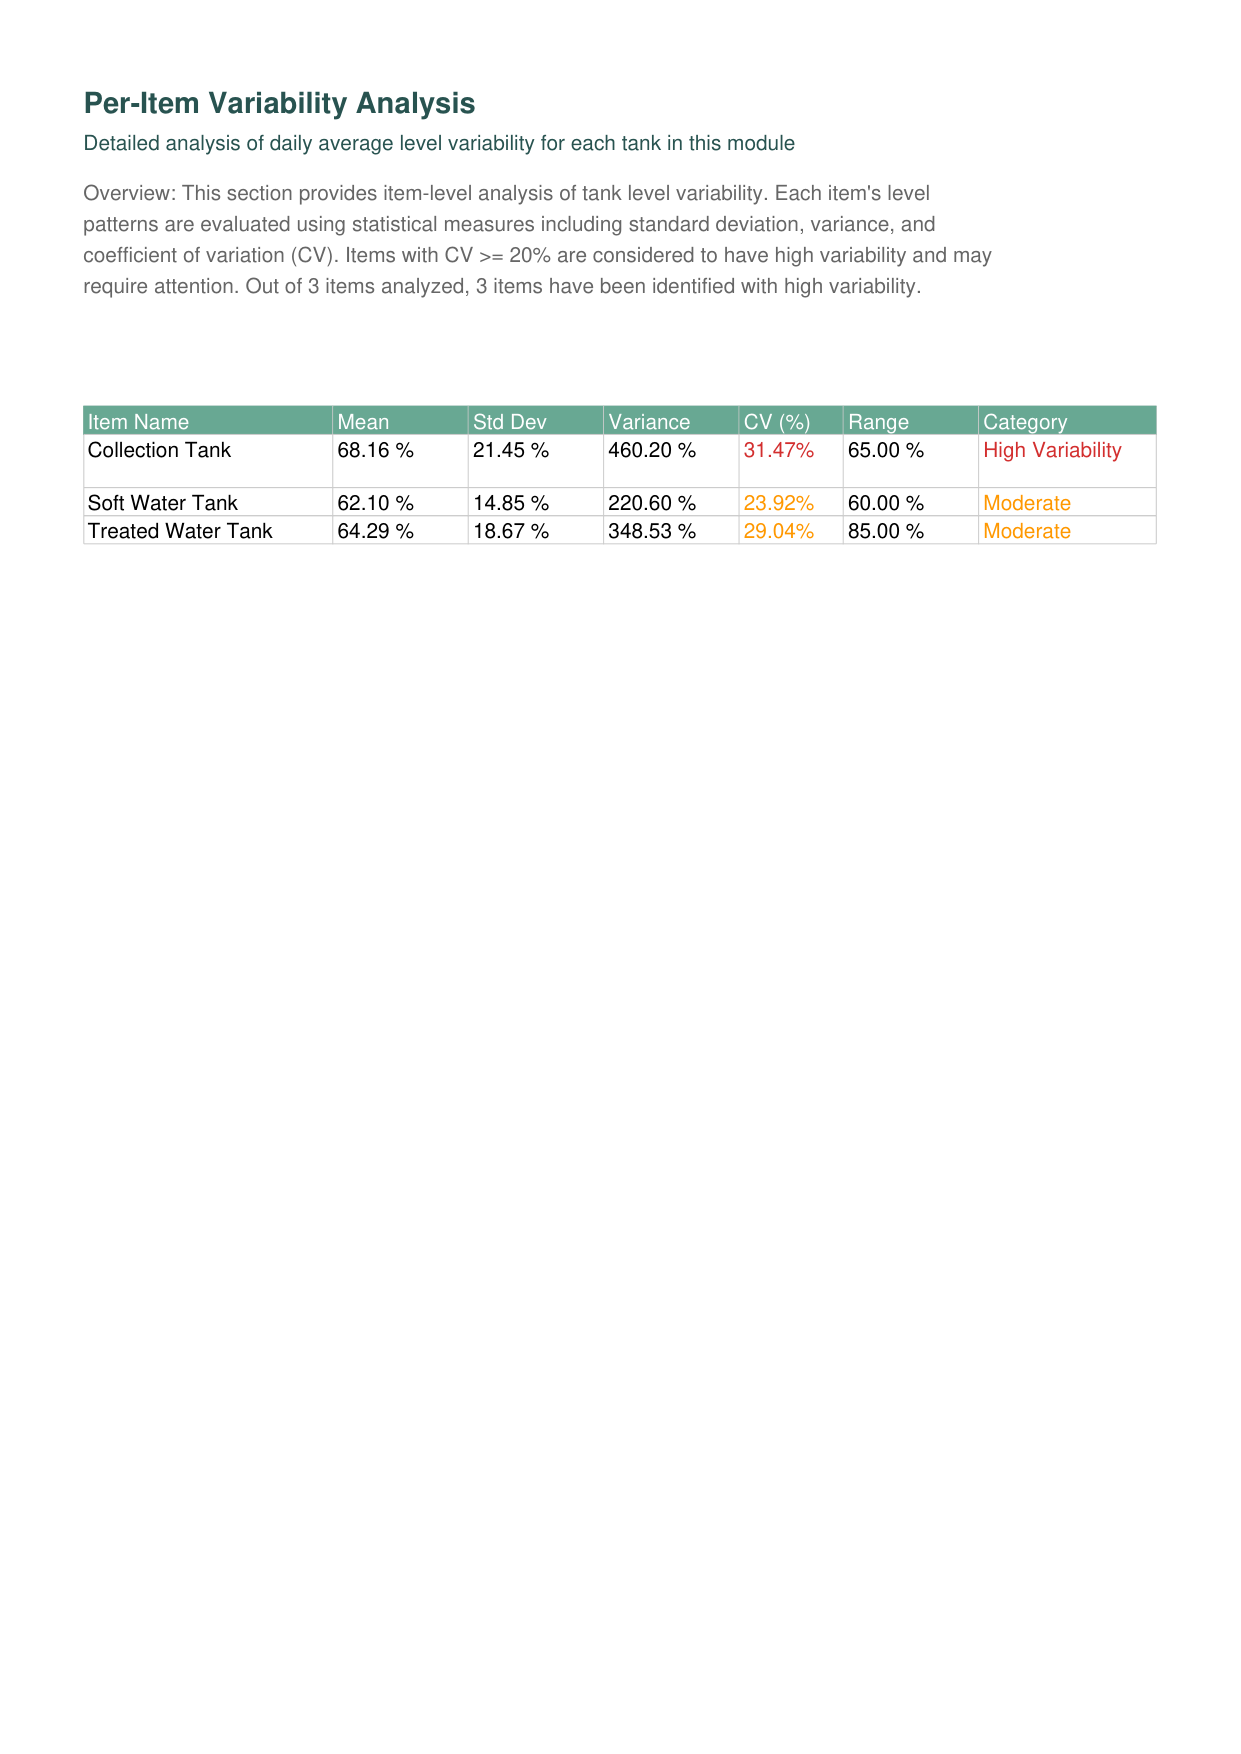 Per-Item Variability Analysis
Detailed analysis of daily average level variability for each tank in this module
Overview: This section provides item-level analysis of tank level variability. Each item's level
patterns are evaluated using statistical measures including standard deviation, variance, and
coefficient of variation (CV). Items with CV >= 20% are considered to have high variability and may
require attention. Out of 3 items analyzed, 3 items have been identified with high variability.
Item Name Mean Std Dev Variance CV (%) Range Category
Collection Tank 68.16 % 21.45 % 460.20 % 31.47% 65.00 % High Variability
Soft Water Tank 62.10 % 14.85 % 220.60 % 23.92% 60.00 % Moderate
Treated Water Tank 64.29 % 18.67 % 348.53 % 29.04% 85.00 % Moderate